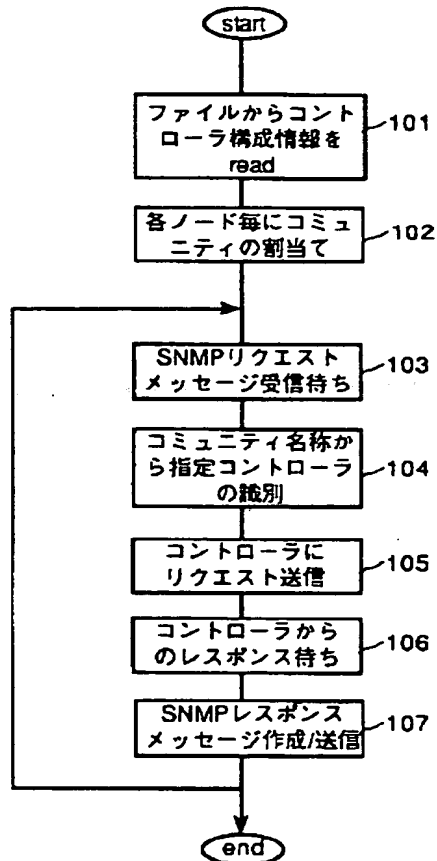 start
ファイルからコント
ローラ構成情報を
read
101
各ノード毎にコミュ
ニティの割当て
102
SNMPリクエスト
メッセージ受信待ち
103
コミュニティ名称か
ら指定コントローラ
の識別
104
コントローラに
リクエスト送信
105
コントローラから
のレスポンス待ち
106
SNMPレスポンス
メッセージ作成/送信
107
end